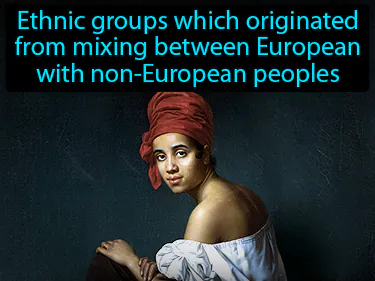 Ethnic groups which originated
from mixing between European
with non-European peoples